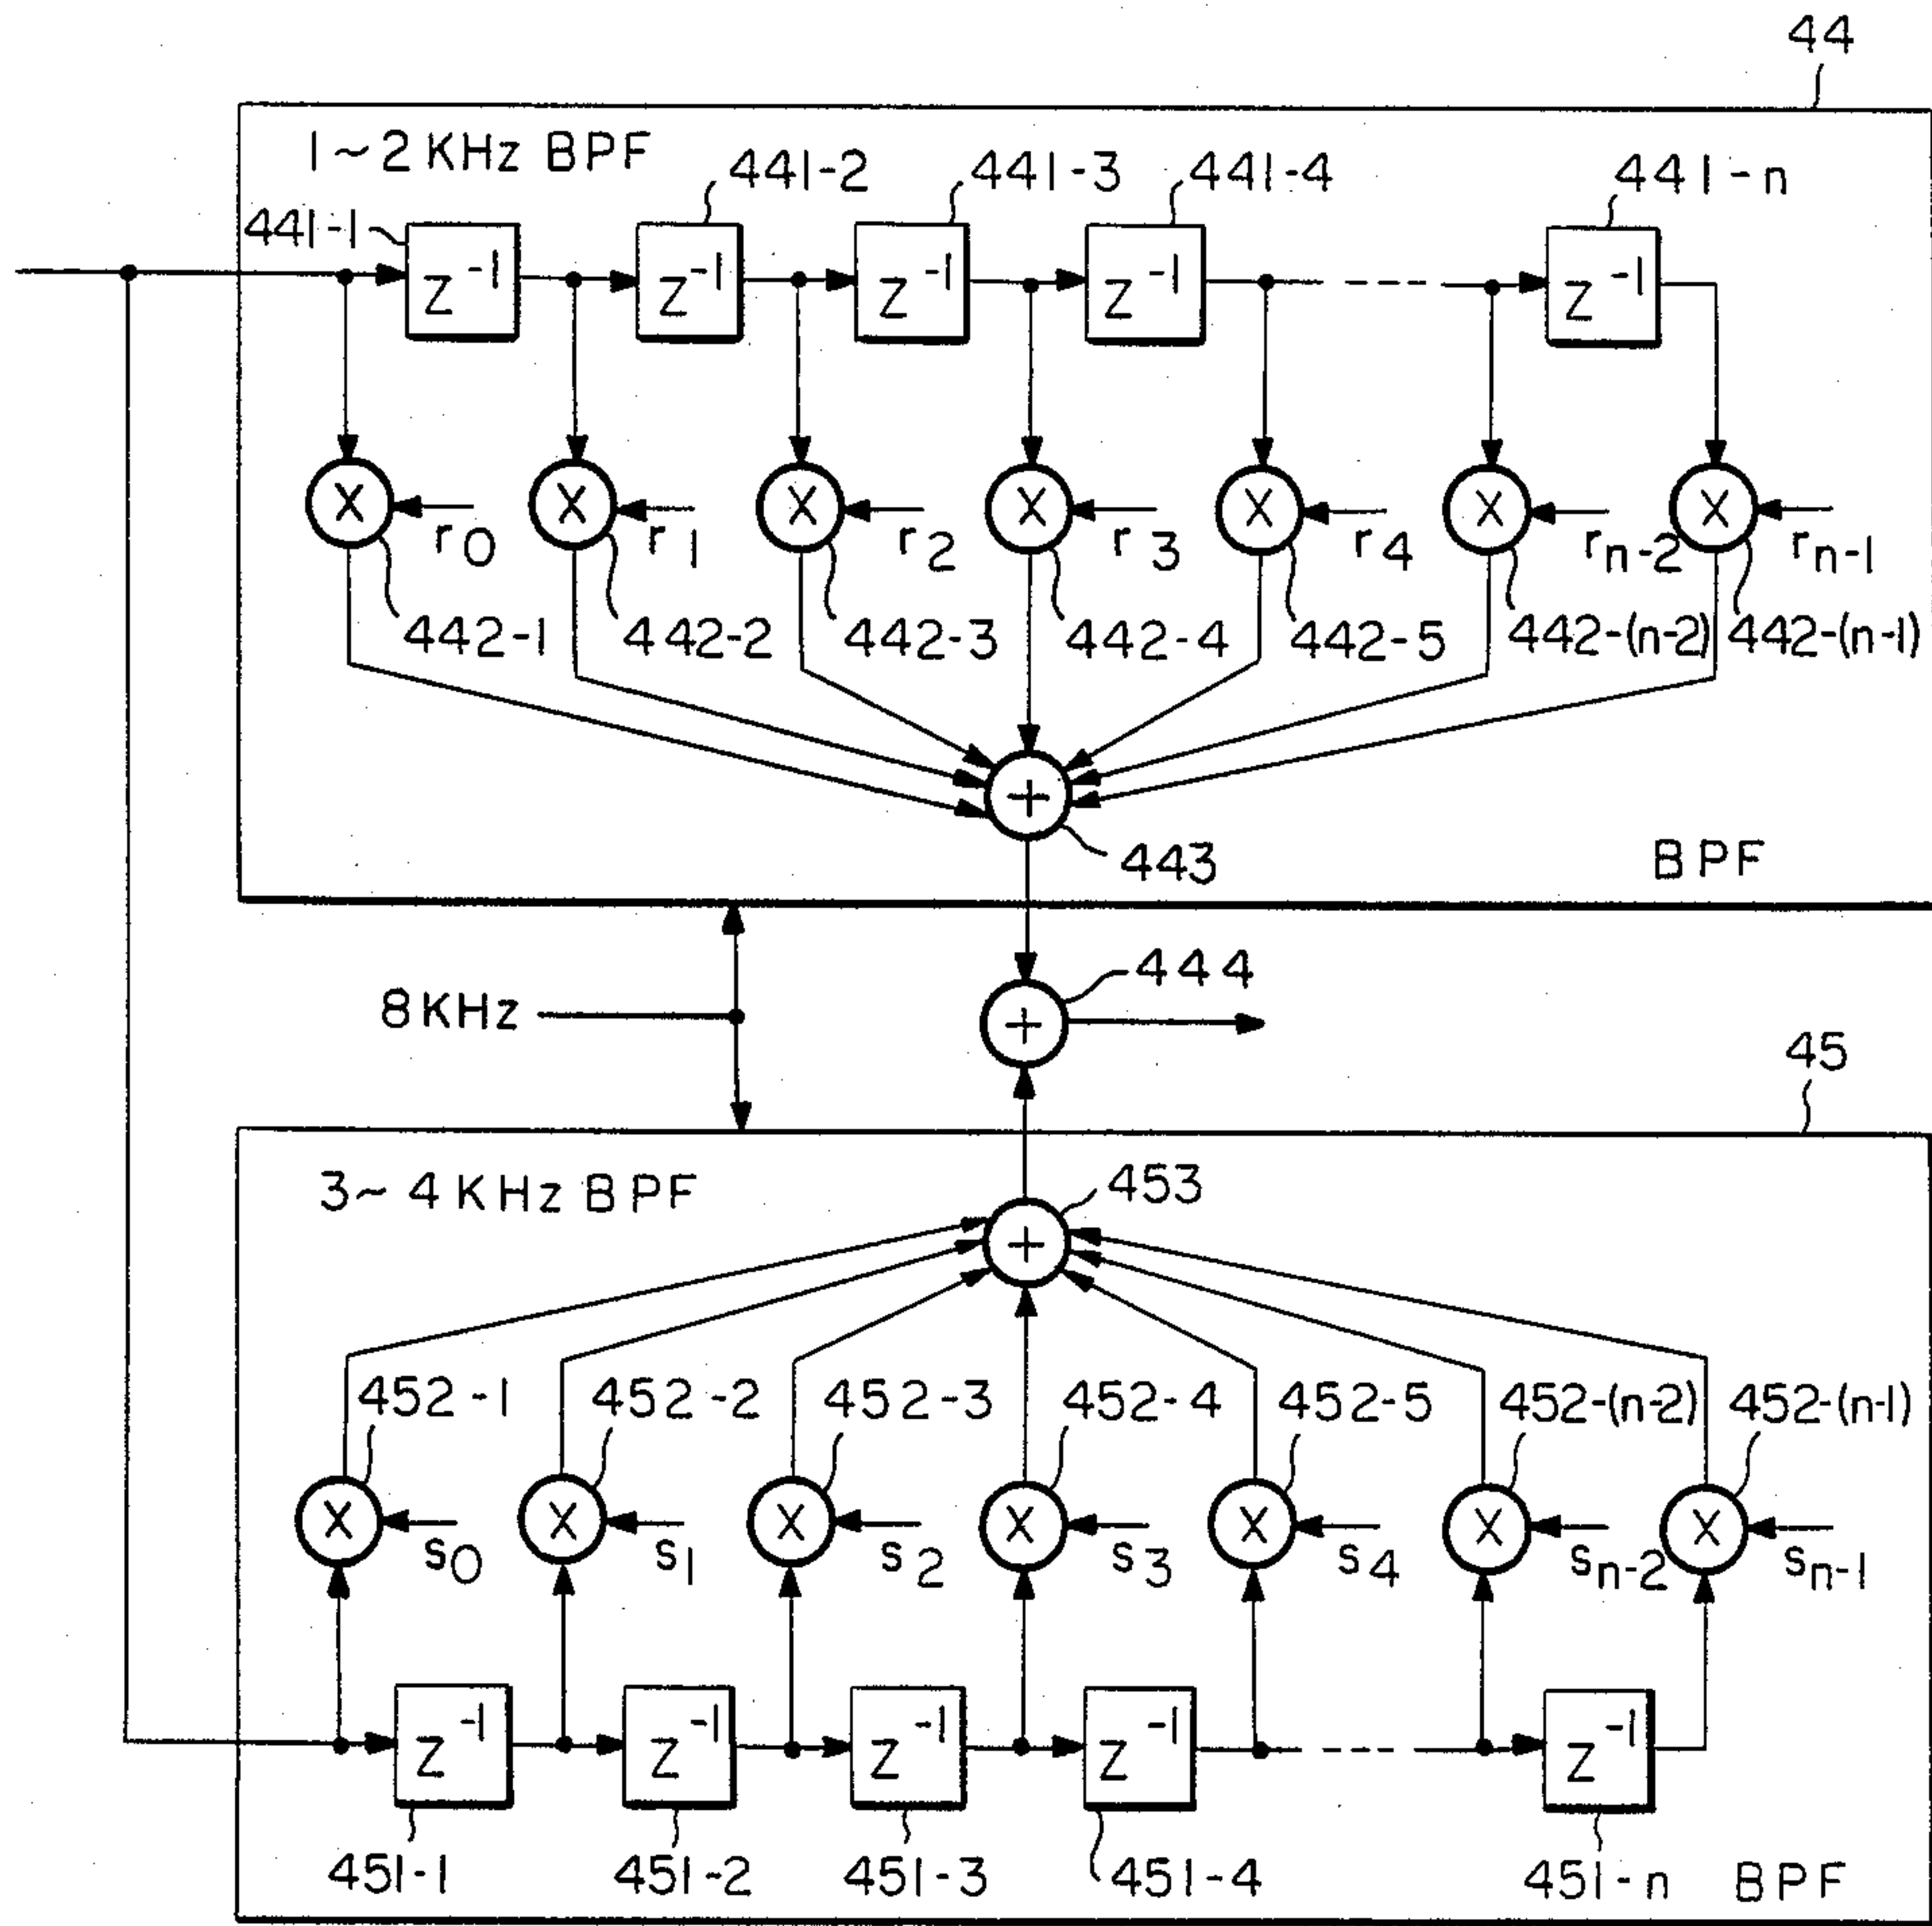 44
1~2 KHz BPF
441-1
441-2
441-3
441-4
441-n
Z⁻¹
Z⁻¹
Z⁻¹
Z⁻¹
Z⁻¹
X
X
X
X
X
X
X
r₀
r₁
r₂
r₃
r₄
rₙ₋₂
rₙ₋₁
442-1
442-2
442-3
442-4
442-5
442-(n-2)
442-(n-1)
+
443
BPF
444
8KHz
+
45
3~4 KHz BPF
453
+
452-1
452-2
452-3
452-4
452-5
452-(n-2)
452-(n-1)
X
X
X
X
X
X
X
s₀
s₁
s₂
s₃
s₄
sₙ₋₂
sₙ₋₁
Z⁻¹
Z⁻¹
Z⁻¹
Z⁻¹
Z⁻¹
451-1
451-2
451-3
451-4
451-n
BPF